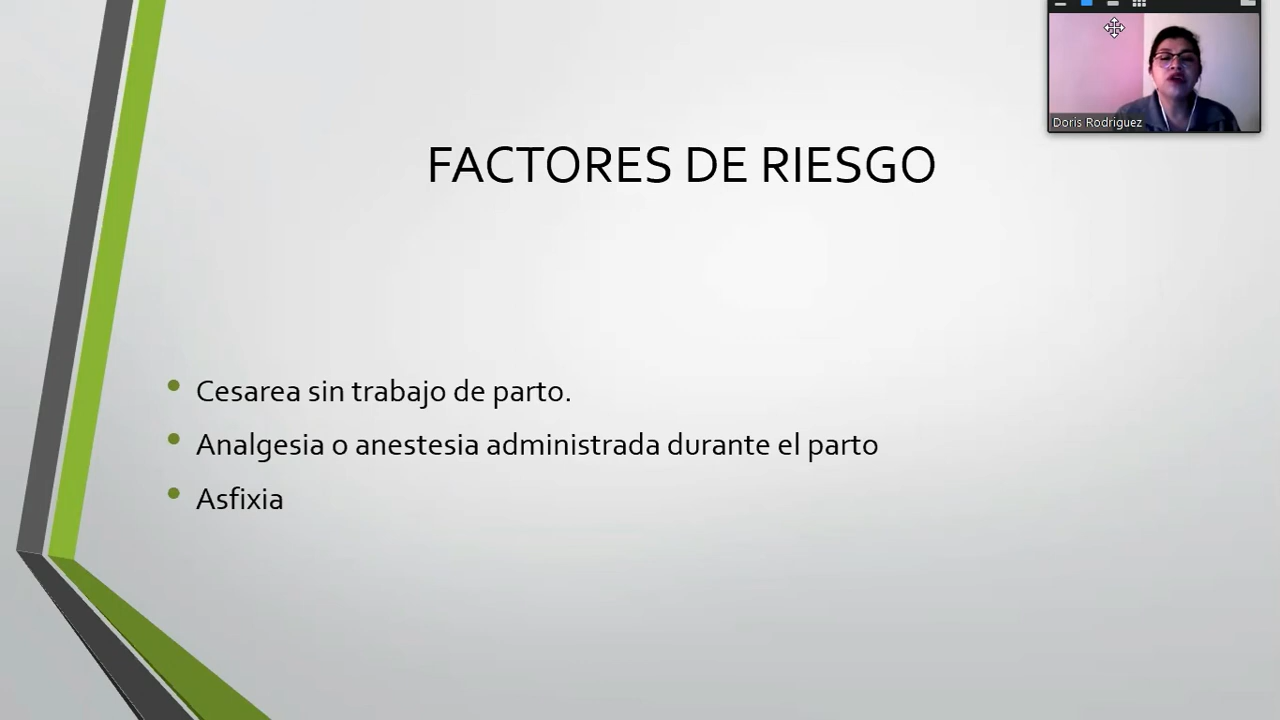 Doris Rodriguez
FACTORES DE RIESGO
Cesarea sin trabajo de parto.
Analgesia o anestesia administrada durante el parto
Asfixia